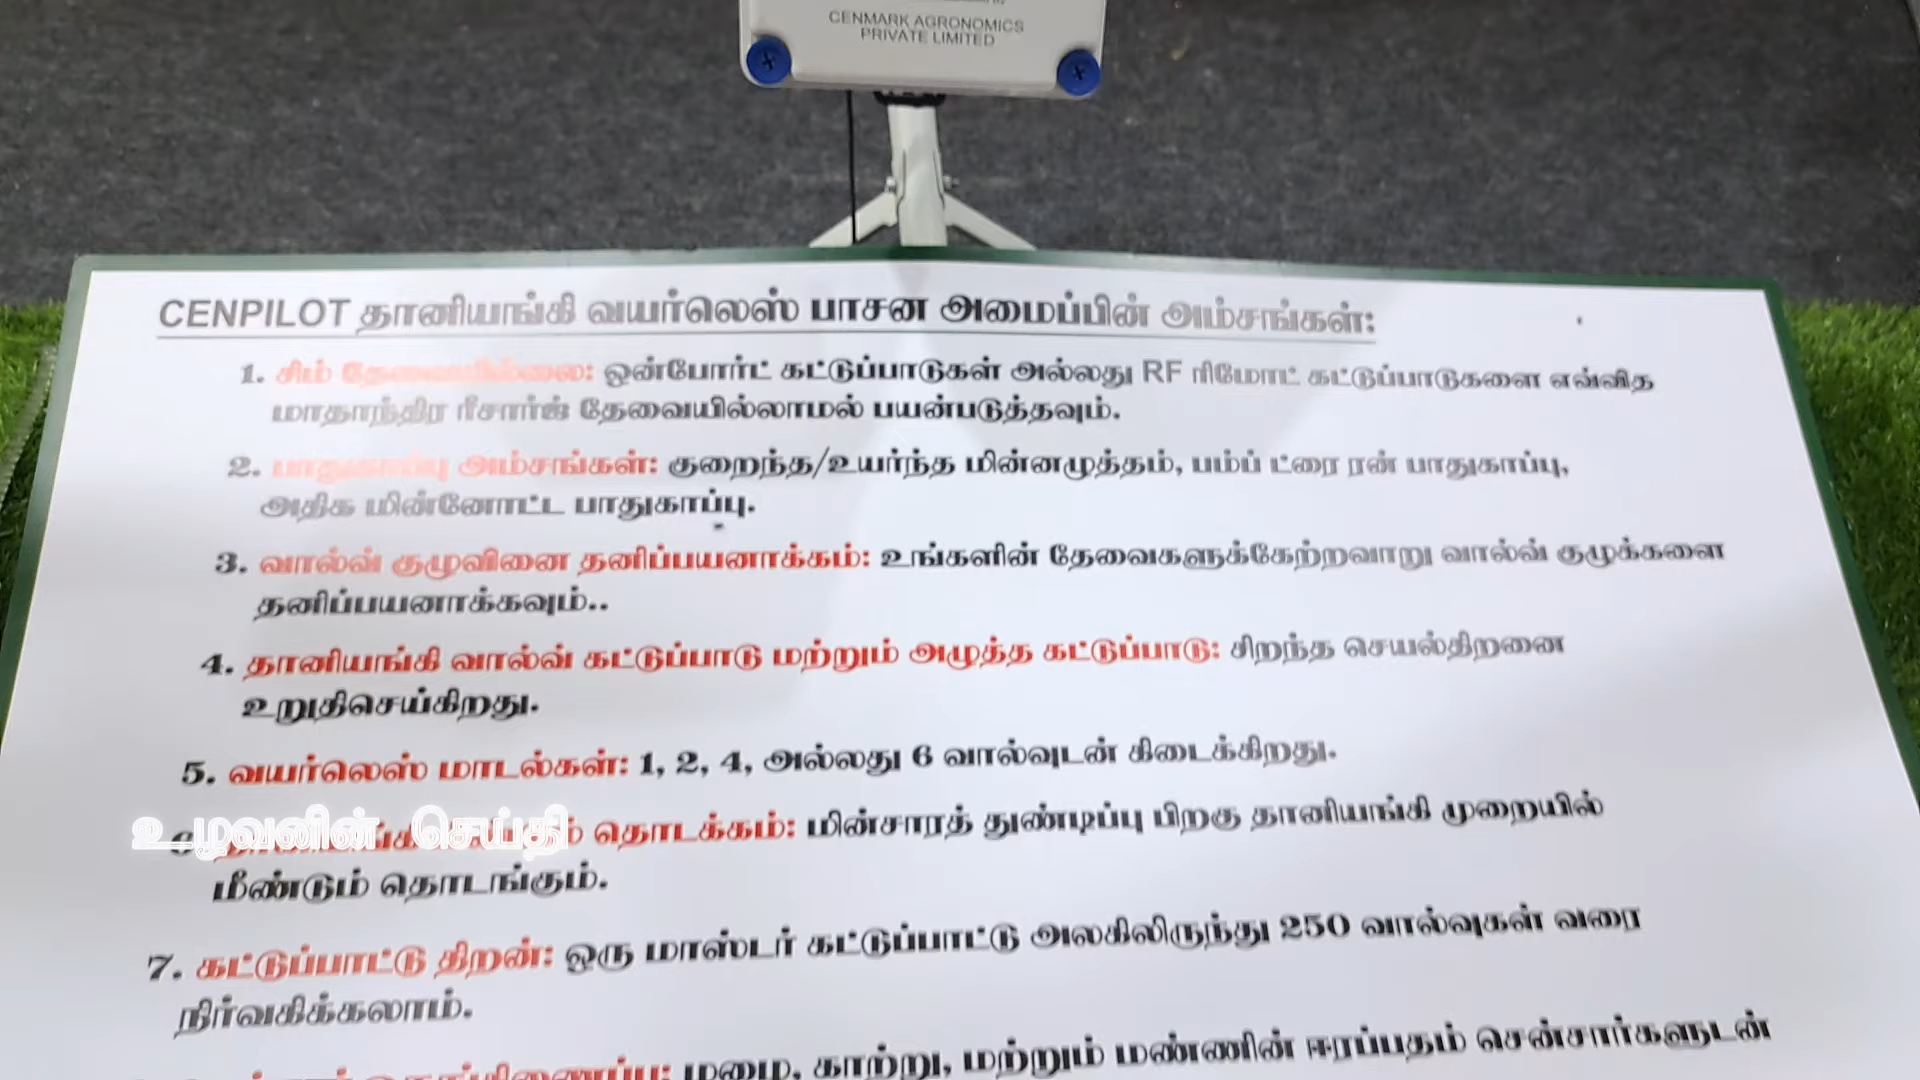 CENMARK AGRONOMICS
PRIVATE LIMITED
CENPILOT தானியங்கி வயர்லெஸ் பாசன அமைப்பின் அம்சங்கள்:
1. சிம் தேவையில்லை: ஒன்போர்ட் கட்டுப்பாடுகள் அல்லது RF ரிமோட் கட்டுப்பாடுகளை எவ்வித
மாதாந்திர ரீசார்ஜ் தேவையில்லாமல் பயன்படுத்தவும்.
2. பாதுகாப்பு அம்சங்கள்: குறைந்த/உயர்ந்த மின்னழுத்தம், பம்ப் ட்ரை ரன் பாதுகாப்பு,
அதிக மின்னோட்ட பாதுகாப்பு.
3. வால்வ் குழுவினை தனிப்பயனாக்கம்: உங்களின் தேவைகளுக்கேற்றவாறு வால்வ் குழுக்களை
தனிப்பயனாக்கவும்..
4. தானியங்கி வால்வ் கட்டுப்பாடு மற்றும் அழுத்த கட்டுப்பாடு: சிறந்த செயல்திறனை
உறுதிசெய்கிறது.
5. வயர்லெஸ் மாடல்கள்: 1, 2, 4, அல்லது 6 வால்வுடன் கிடைக்கிறது.
உழவனின் செய்தி
தொடக்கம்: மின்சாரத் துண்டிப்பு பிறகு தானியங்கி முறையில்
மீண்டும் தொடங்கும்.
7. கட்டுப்பாட்டு திறன்: ஒரு மாஸ்டர் கட்டுப்பாட்டு அலகிலிருந்து 250 வால்வுகள் வரை
நிர்வகிக்கலாம்.
மழை, காற்று, மற்றும் மண்ணின் ஈரப்பதம் சென்சார்களுடன்